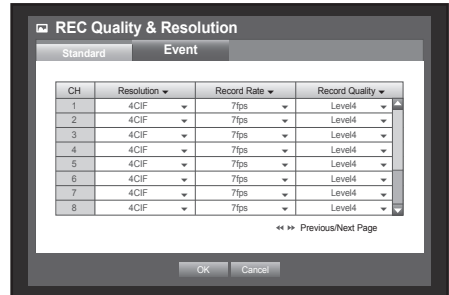 REC Quality & Resolution
Standard Event
CH Resolution Record Rate Record Quality
1 4CIF 7fps Level4
2 4CIF 7fps Level4
3 4CIF 7fps Level4
4 4CIF 7fps Level4
5 4CIF 7fps Level4
6 4CIF 7fps Level4
7 4CIF 7fps Level4
8 4CIF 7fps Level4
Previous/Next Page
OK Cancel